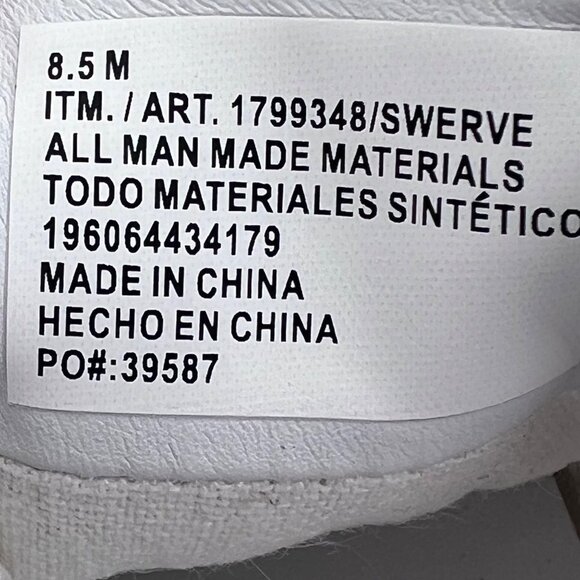 8.5 M
ITM. / ART. 1799348/SWERVE
ALL MAN MADE MATERIALS
TODO MATERIALES SINTÉTICO
196064434179
MADE IN CHINA
HECHO EN CHINA
PO#:39587